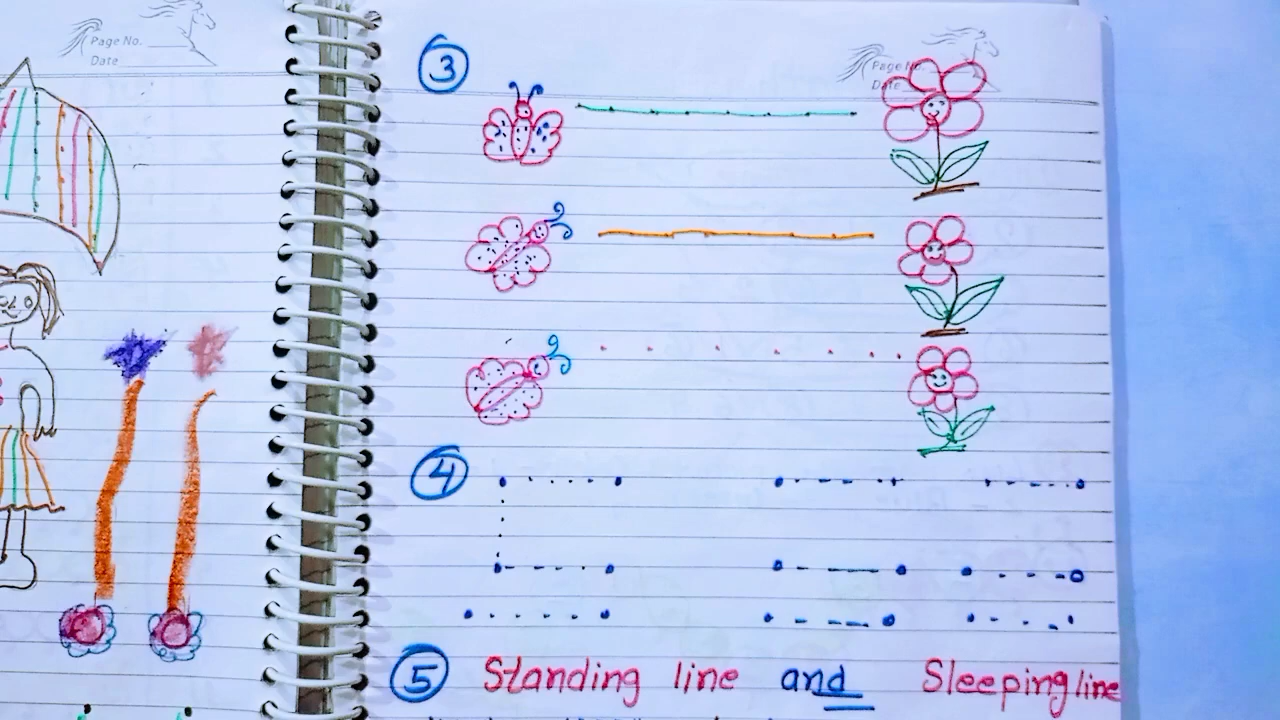 Page No.
Date
3
Page No.
Date
4
5 Standing line and Sleeping line